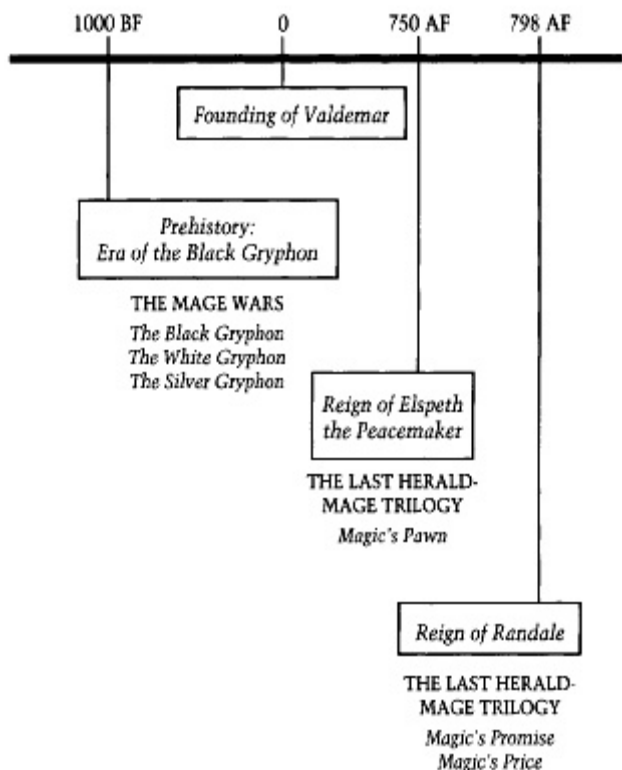 1000 BF 0 750 AF 798 AF
Founding of Valdemar
Prehistory:
Era of the Black Gryphon
THE MAGE WARS
The Black Gryphon
The White Gryphon
The Silver Gryphon
Reign of Elspeth
the Peacemaker
THE LAST HERALD-
MAGE TRILOGY
Magic's Pawn
Reign of Randale
THE LAST HERALD-
MAGE TRILOGY
Magic's Promise
Magic's Price